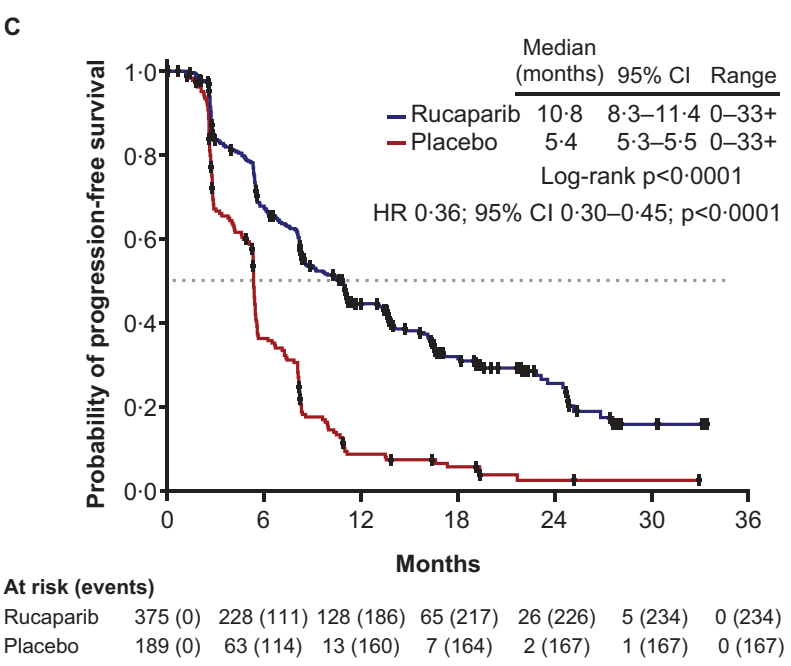 C
Median
(months) 95% CI Range
Rucaparib 10·8 8·3–11·4 0–33+
Placebo 5·4 5·3–5·5 0–33+
Log-rank p<0·0001
HR 0·36; 95% CI 0·30–0·45; p<0·0001
Probability of progression-free survival
1·0
0·8
0·6
0·4
0·2
0·0
0 6 12 18 24 30 36
Months
At risk (events)
Rucaparib 375 (0) 228 (111) 128 (186) 65 (217) 26 (226) 5 (234) 0 (234)
Placebo 189 (0) 63 (114) 13 (160) 7 (164) 2 (167) 1 (167) 0 (167)